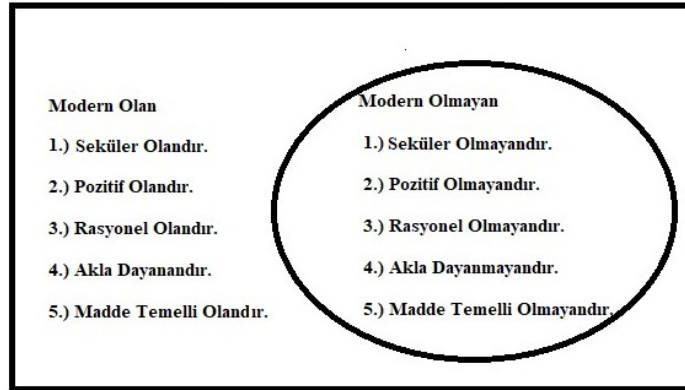 Modern Olan
1.) Seküler Olandır.
2.) Pozitif Olandır.
3.) Rasyonel Olandır.
4.) Akla Dayanandır.
5.) Madde Temelli Olandır.
Modern Olmayan
1.) Seküler Olmayandır.
2.) Pozitif Olmayandır.
3.) Rasyonel Olmayandır.
4.) Akla Dayanmayandır.
5.) Madde Temelli Olmayandır.